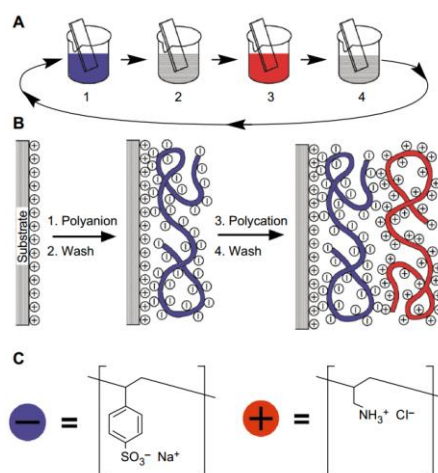 A
1 2 3 4
B
Substrate
1. Polyanion
2. Wash
3. Polycation
4. Wash
C
− =
SO₃⁻ Na⁺
+ =
NH₃⁺ Cl⁻